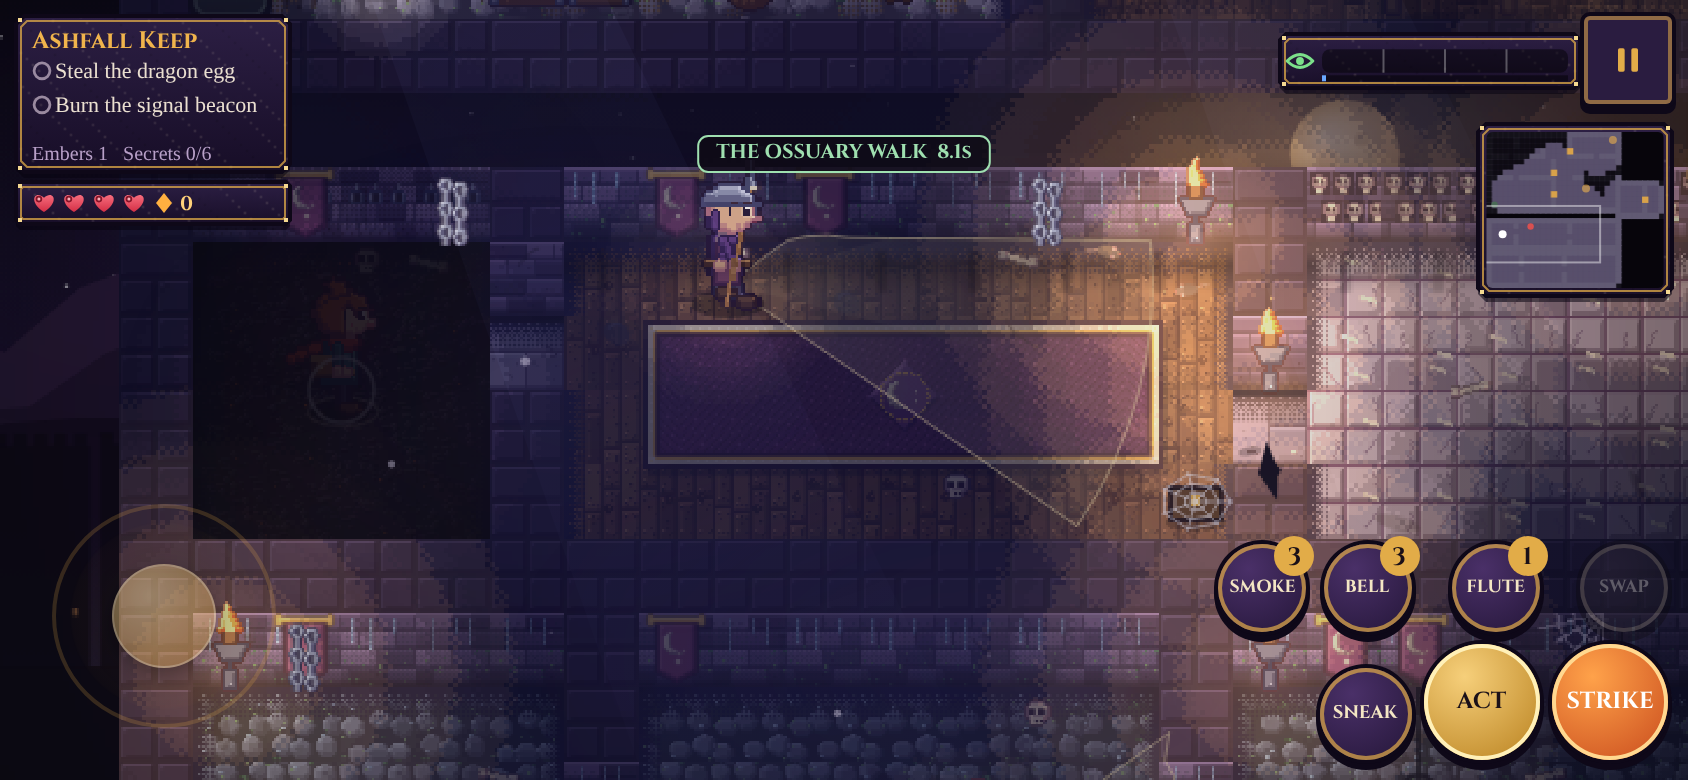 ASHFALL KEEP
Steal the dragon egg
Burn the signal beacon
Embers 1 Secrets 0/6
0
THE OSSUARY WALK 8.1S
3
3
1
SMOKE
BELL
FLUTE
SWAP
SNEAK
ACT
STRIKE